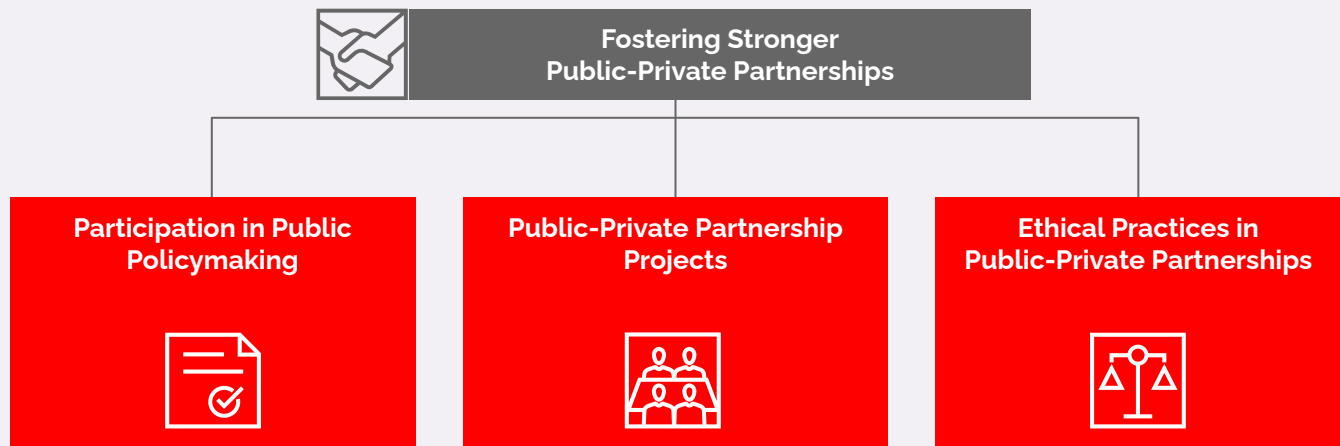 Fostering Stronger
Public-Private Partnerships
Participation in Public
Policymaking
Public-Private Partnership
Projects
Ethical Practices in
Public-Private Partnerships